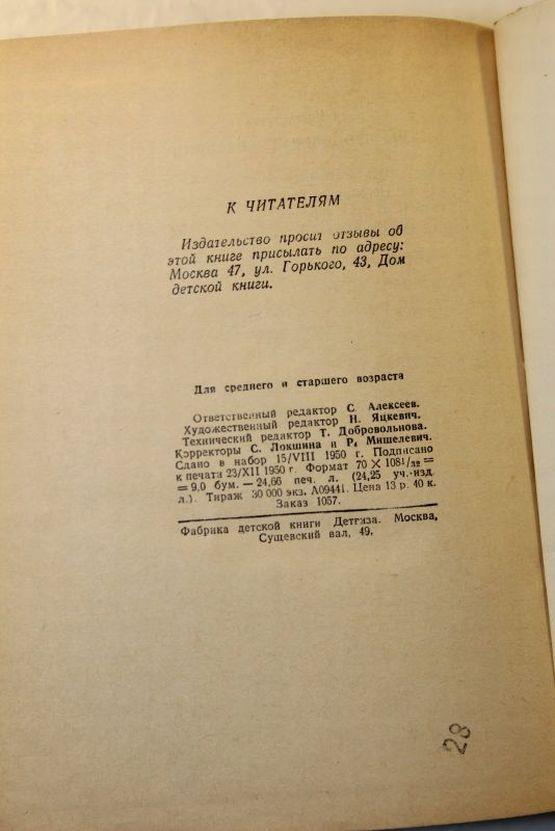 К ЧИТАТЕЛЯМ
Издательство просит отзывы об
этой книге присылать по адресу:
Москва 47, ул. Горького, 43, Дом
детской книги.
Для среднего и старшего возраста
Ответственный редактор С. Алексеев.
Художественный редактор Н. Яцкевич.
Технический редактор Т. Добровольнова.
Корректоры С. Локшина и Р. Мишелевич.
Сдано в набор 15/VIII 1950 г. Подписано
к печати 23/XII 1950 г. Формат 70 × 108¹/₃₂ =
= 9,0 бум. — 24,66 печ. л. (24,25 уч.-изд.
л.). Тираж 30 000 экз. А09441. Цена 13 р. 40 к.
Заказ 1057.
Фабрика детской книги Детгиза. Москва,
Сущевский вал, 49.
28